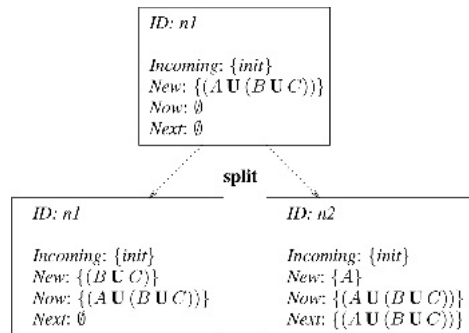 ID: n1
Incoming: {init}
New: {(A U (B U C))}
Now: ∅
Next: ∅
split
ID: n1
Incoming: {init}
New: {(B U C)}
Now: {(A U (B U C))}
Next: ∅
ID: n2
Incoming: {init}
New: {A}
Now: {(A U (B U C))}
Next: {(A U (B U C))}